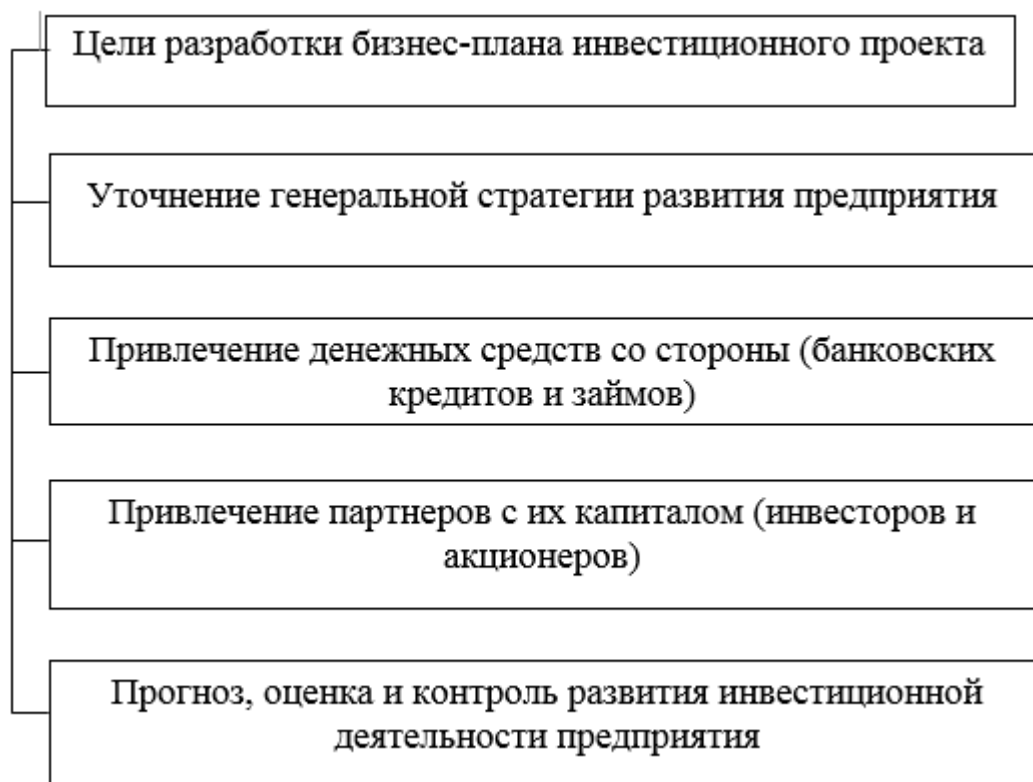 Цели разработки бизнес-плана инвестиционного проекта
Уточнение генеральной стратегии развития предприятия
Привлечение денежных средств со стороны (банковских
кредитов и займов)
Привлечение партнеров с их капиталом (инвесторов и
акционеров)
Прогноз, оценка и контроль развития инвестиционной
деятельности предприятия